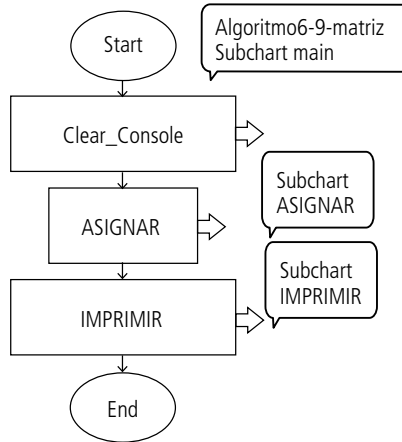 Start
Algoritmo6-9-matriz
Subchart main
Clear_Console
Subchart
ASIGNAR
ASIGNAR
Subchart
IMPRIMIR
IMPRIMIR
End